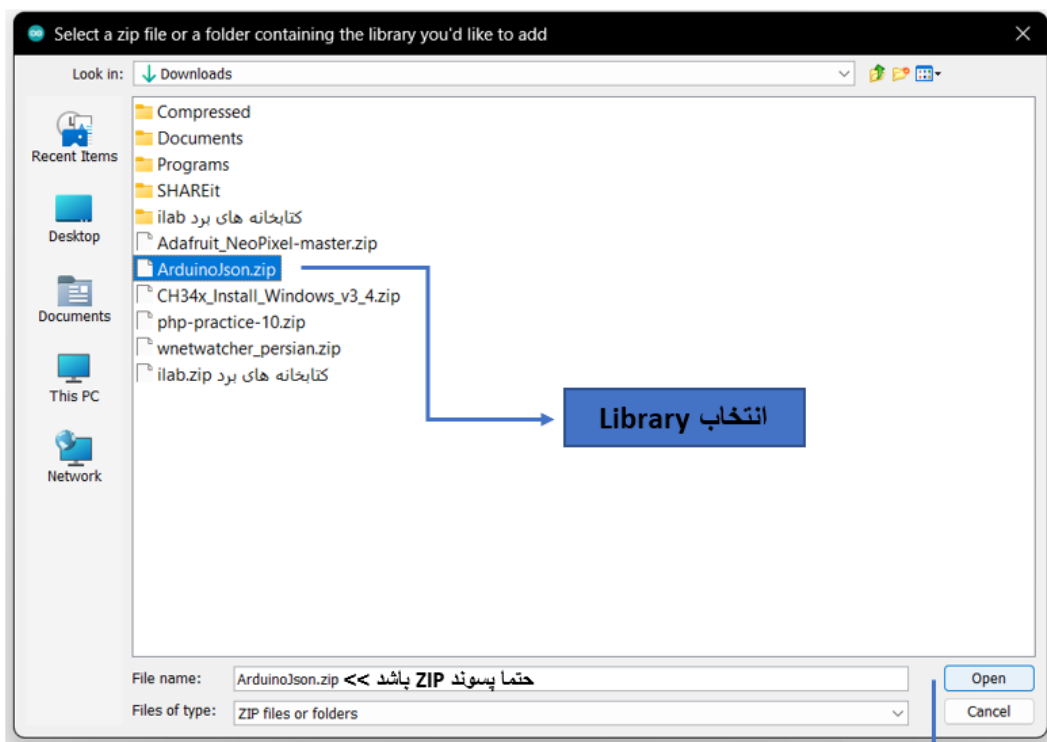 Select a zip file or a folder containing the library you'd like to add
Look in:
Downloads
Recent Items
Desktop
Documents
This PC
Network
Compressed
Documents
Programs
SHAREit
کتابخانه های برد ilab
Adafruit_NeoPixel-master.zip
ArduinoJson.zip
CH34x_Install_Windows_v3_4.zip
php-practice-10.zip
wnetwatcher_persian.zip
کتابخانه های برد ilab.zip
انتخاب Library
File name:
ArduinoJson.zip
حتما پسوند ZIP باشد >>
Open
Files of type:
ZIP files or folders
Cancel